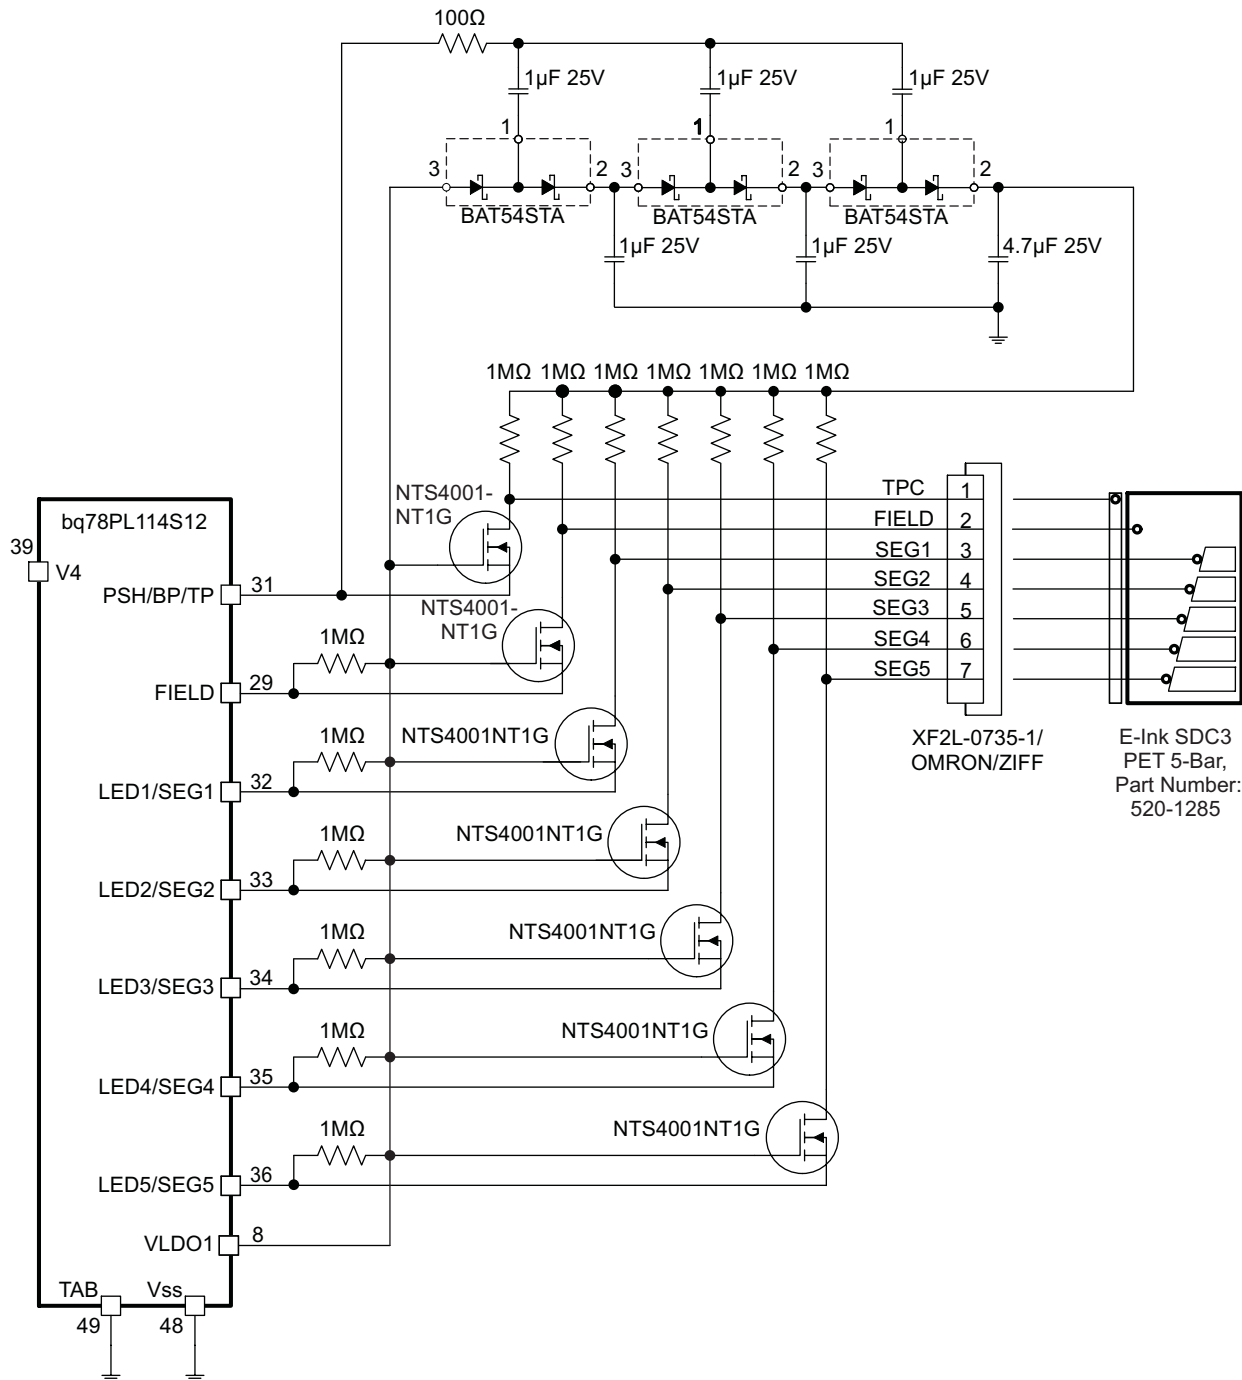 100Ω
1µF 25V 1µF 25V 1µF 25V
1 1 1
3 2 3 2 3 2
BAT54STA BAT54STA BAT54STA
1µF 25V 1µF 25V 4.7µF 25V
1MΩ 1MΩ 1MΩ 1MΩ 1MΩ 1MΩ 1MΩ
NTS4001-
NT1G
TPC 1
FIELD 2
SEG1 3
SEG2 4
SEG3 5
SEG4 6
SEG5 7
bq78PL114S12
39
V4
PSH/BP/TP 31
NTS4001-
NT1G
1MΩ
FIELD 29
XF2L-0735-1/
OMRON/ZIFF
E-Ink SDC3
PET 5-Bar,
Part Number:
520-1285
1MΩ
NTS4001NT1G
LED1/SEG1 32
1MΩ
NTS4001NT1G
LED2/SEG2 33
1MΩ
NTS4001NT1G
LED3/SEG3 34
1MΩ
NTS4001NT1G
LED4/SEG4 35
1MΩ
NTS4001NT1G
LED5/SEG5 36
VLDO1 8
TAB Vss
49 48